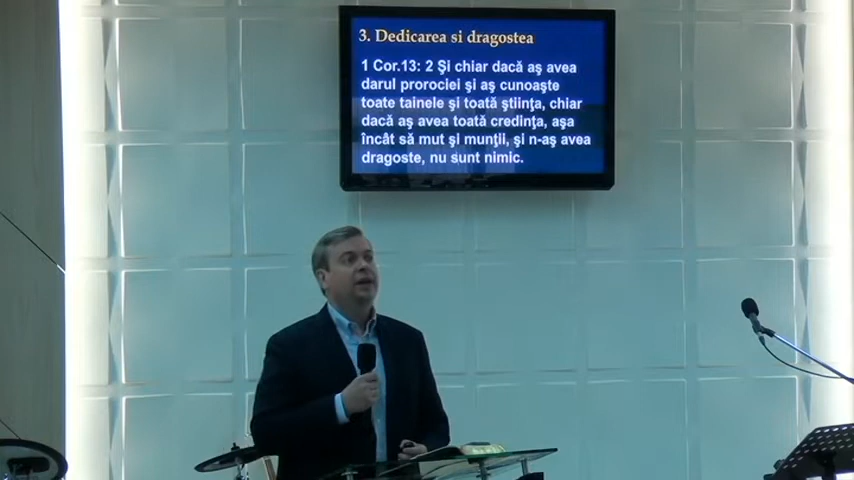 3. Dedicarea si dragostea
1 Cor.13: 2 Şi chiar dacă aş avea
darul prorociei şi aş cunoaşte
toate tainele şi toată ştiinţa, chiar
dacă aş avea toată credinţa, aşa
încât să mut şi munţii, şi n-aş avea
dragoste, nu sunt nimic.